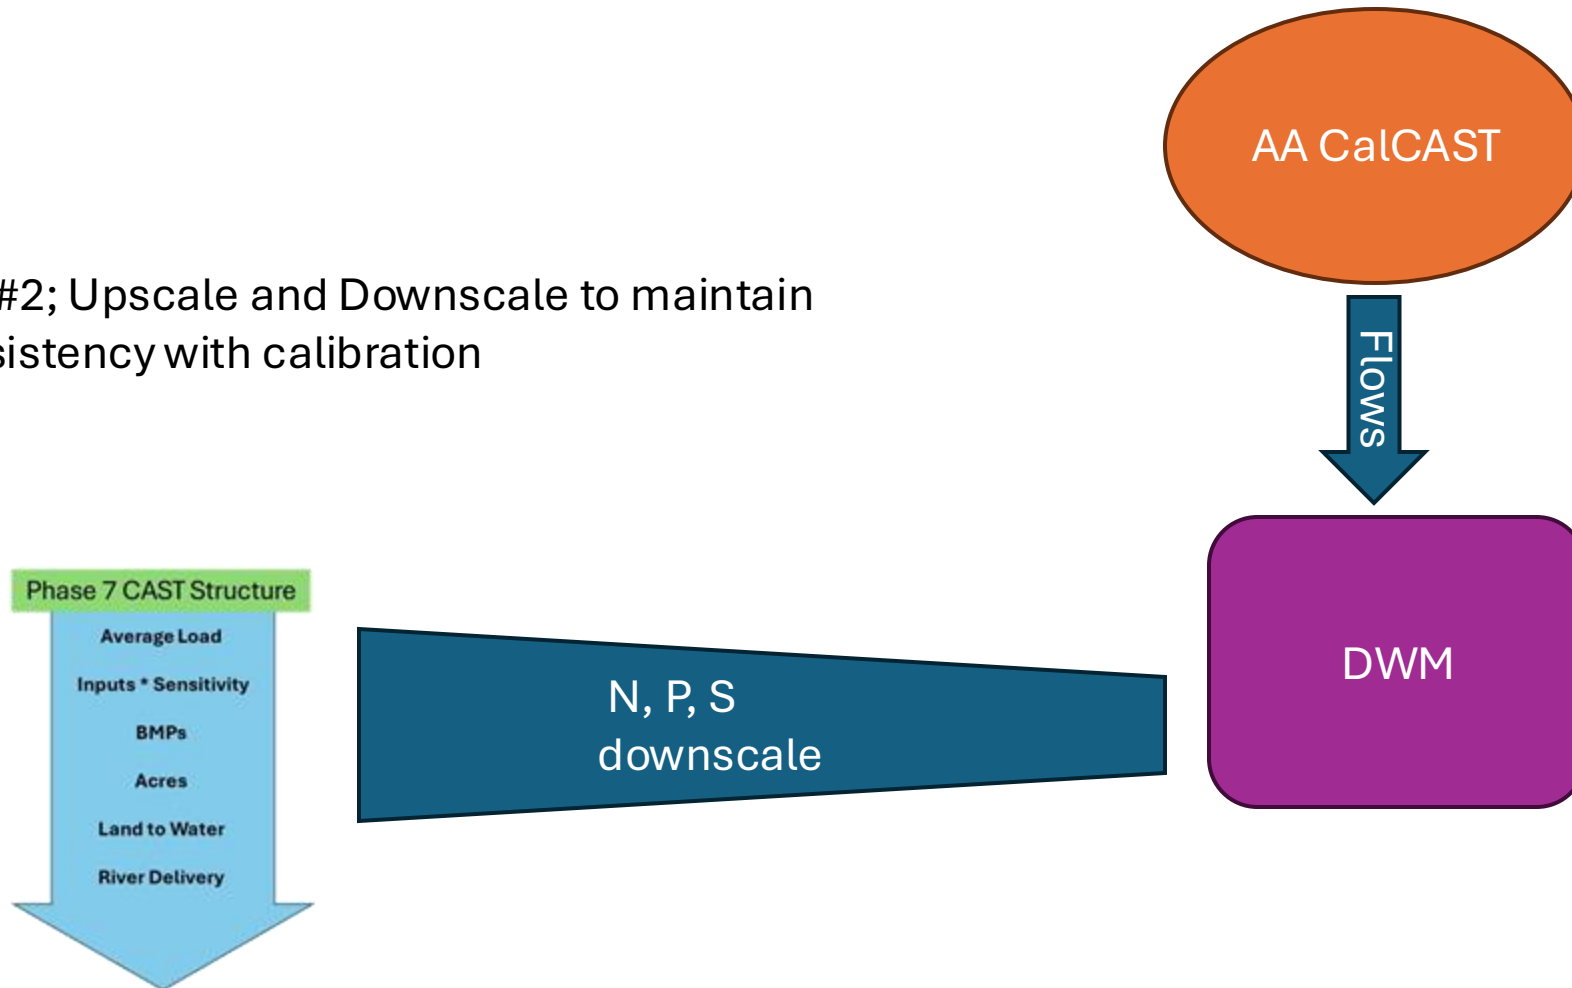 AA CalCAST
#2; Upscale and Downscale to maintain
sistency with calibration
Flows
Phase 7 CAST Structure
Average Load
Inputs * Sensitivity
BMPs
Acres
Land to Water
River Delivery
N, P, S
downscale
DWM